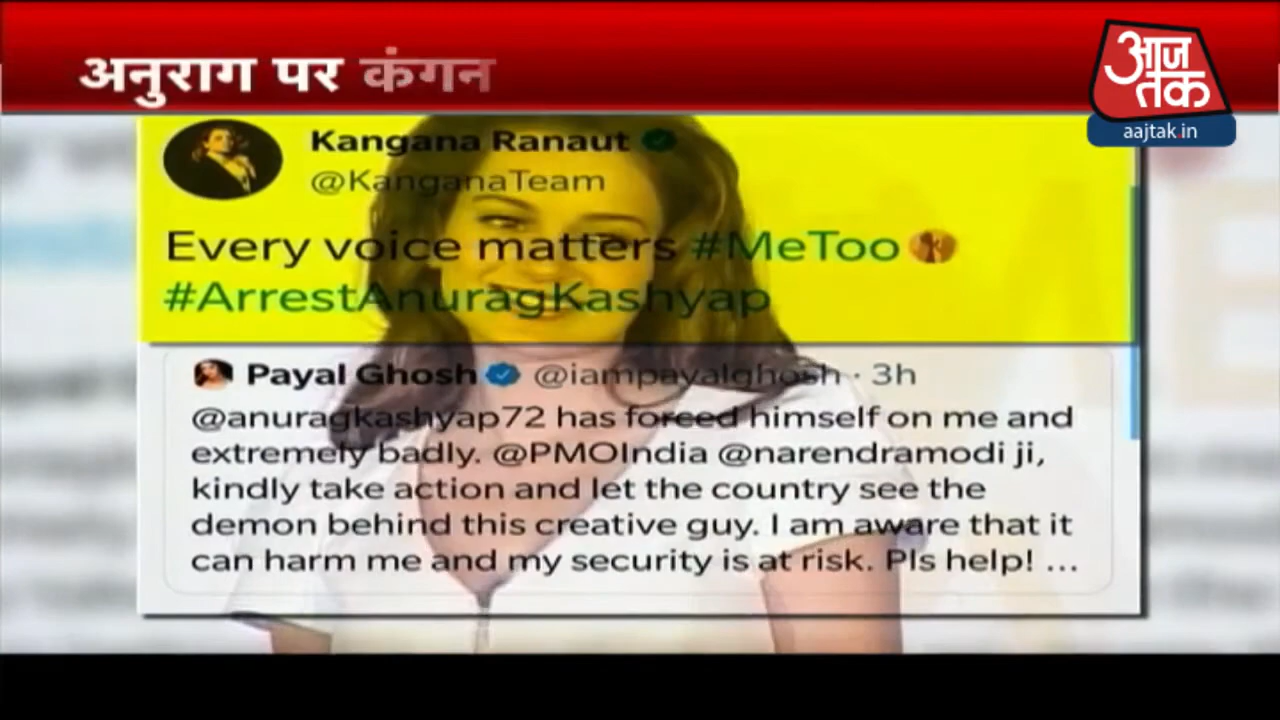 अनुराग पर कंगन
आज
तक
aajtak.in
Kangana Ranaut
@KanganaTeam
Every voice matters #MeToo
#ArrestAnuragKashyap
Payal Ghosh @iampayalghosh · 3h
@anuragkashyap72 has forced himself on me and
extremely badly. @PMOIndia @narendramodi ji,
kindly take action and let the country see the
demon behind this creative guy. I am aware that it
can harm me and my security is at risk. Pls help! ...